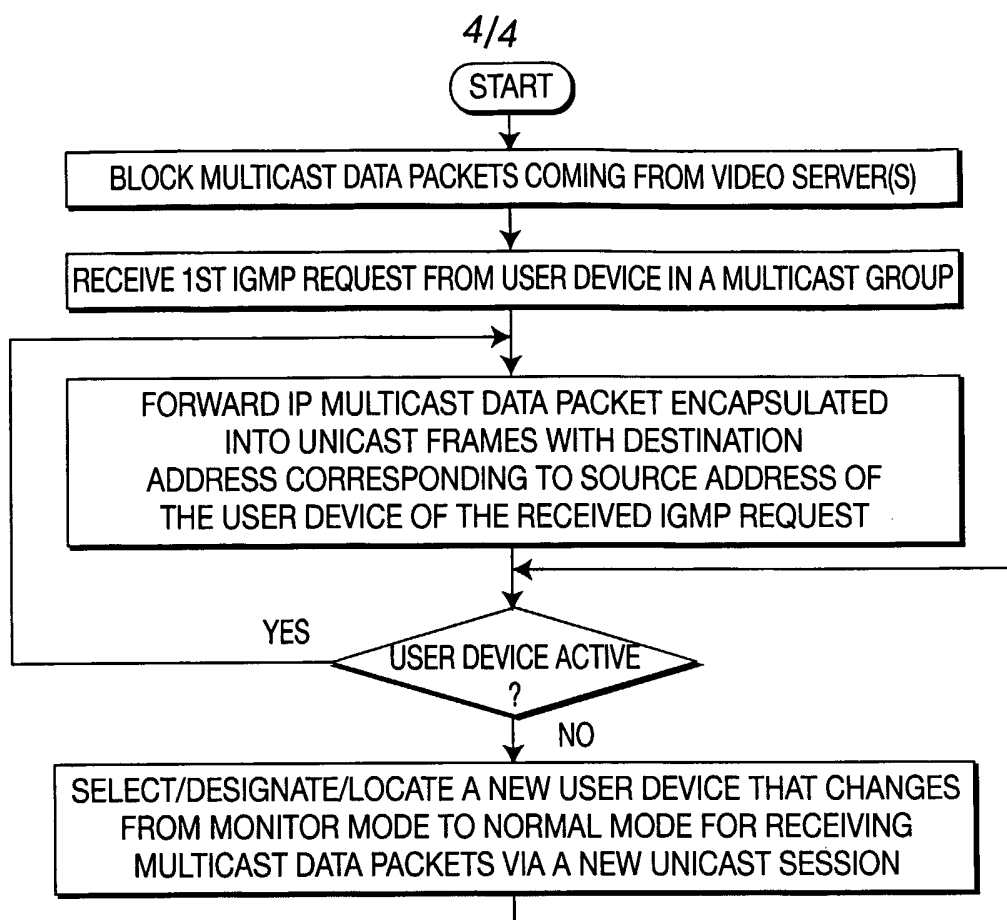 4/4
START
BLOCK MULTICAST DATA PACKETS COMING FROM VIDEO SERVER(S)
RECEIVE 1ST IGMP REQUEST FROM USER DEVICE IN A MULTICAST GROUP
FORWARD IP MULTICAST DATA PACKET ENCAPSULATED
INTO UNICAST FRAMES WITH DESTINATION
ADDRESS CORRESPONDING TO SOURCE ADDRESS OF
THE USER DEVICE OF THE RECEIVED IGMP REQUEST
YES
USER DEVICE ACTIVE
?
NO
SELECT/DESIGNATE/LOCATE A NEW USER DEVICE THAT CHANGES
FROM MONITOR MODE TO NORMAL MODE FOR RECEIVING
MULTICAST DATA PACKETS VIA A NEW UNICAST SESSION